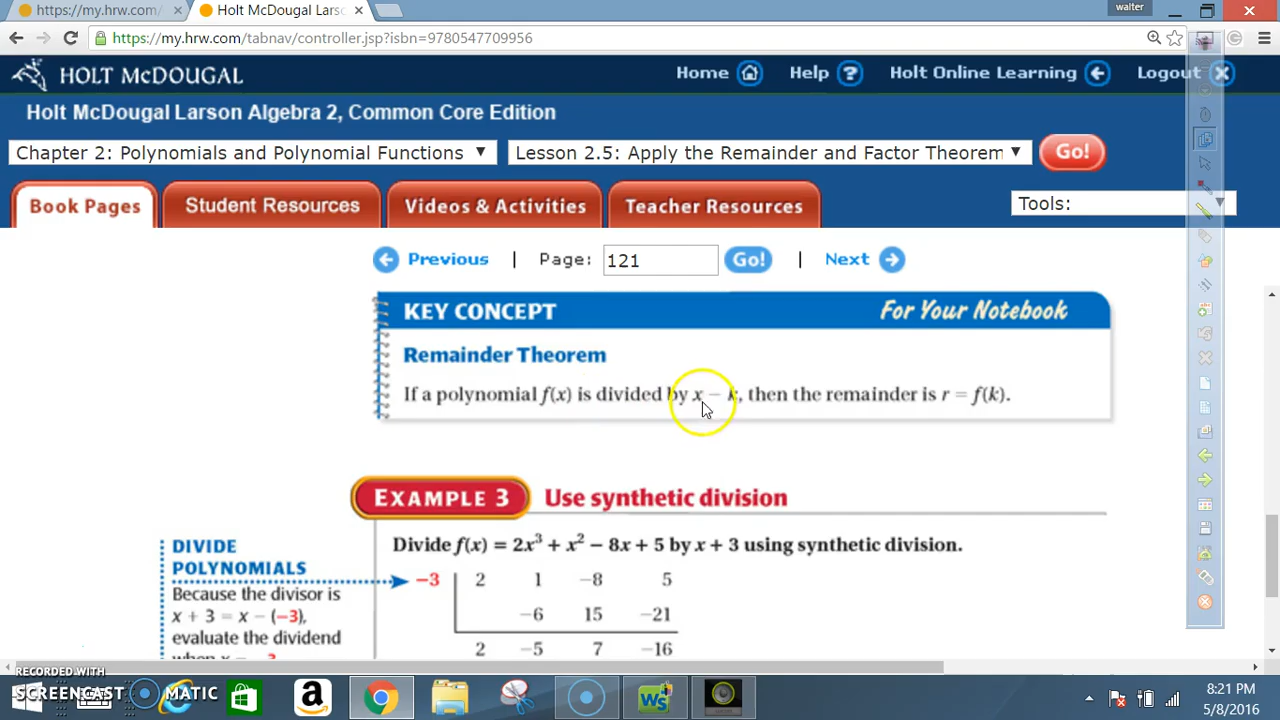 https://my.hrw.com/ × Holt McDougal Lars × walter
https://my.hrw.com/tabnav/controller.jsp?isbn=9780547709956
HOLT McDOUGAL Home Help ? Holt Online Learning Logout X
Holt McDougal Larson Algebra 2, Common Core Edition
Chapter 2: Polynomials and Polynomial Functions ▼ Lesson 2.5: Apply the Remainder and Factor Theorem ▼ Go!
Book Pages Student Resources Videos & Activities Teacher Resources Tools:
Previous | Page: 121 Go! | Next
KEY CONCEPT For Your Notebook
Remainder Theorem
If a polynomial f(x) is divided by x − k, then the remainder is r = f(k).
EXAMPLE 3 Use synthetic division
Divide f(x) = 2x³ + x² − 8x + 5 by x + 3 using synthetic division.
DIVIDE
POLYNOMIALS
Because the divisor is
x + 3 = x − (−3),
evaluate the dividend
−3 2 1 −8 5
−6 15 −21
2 −5 7 −16
RECORDED WITH
SCREENCAST MATIC
a
WS
8:21 PM
5/8/2016